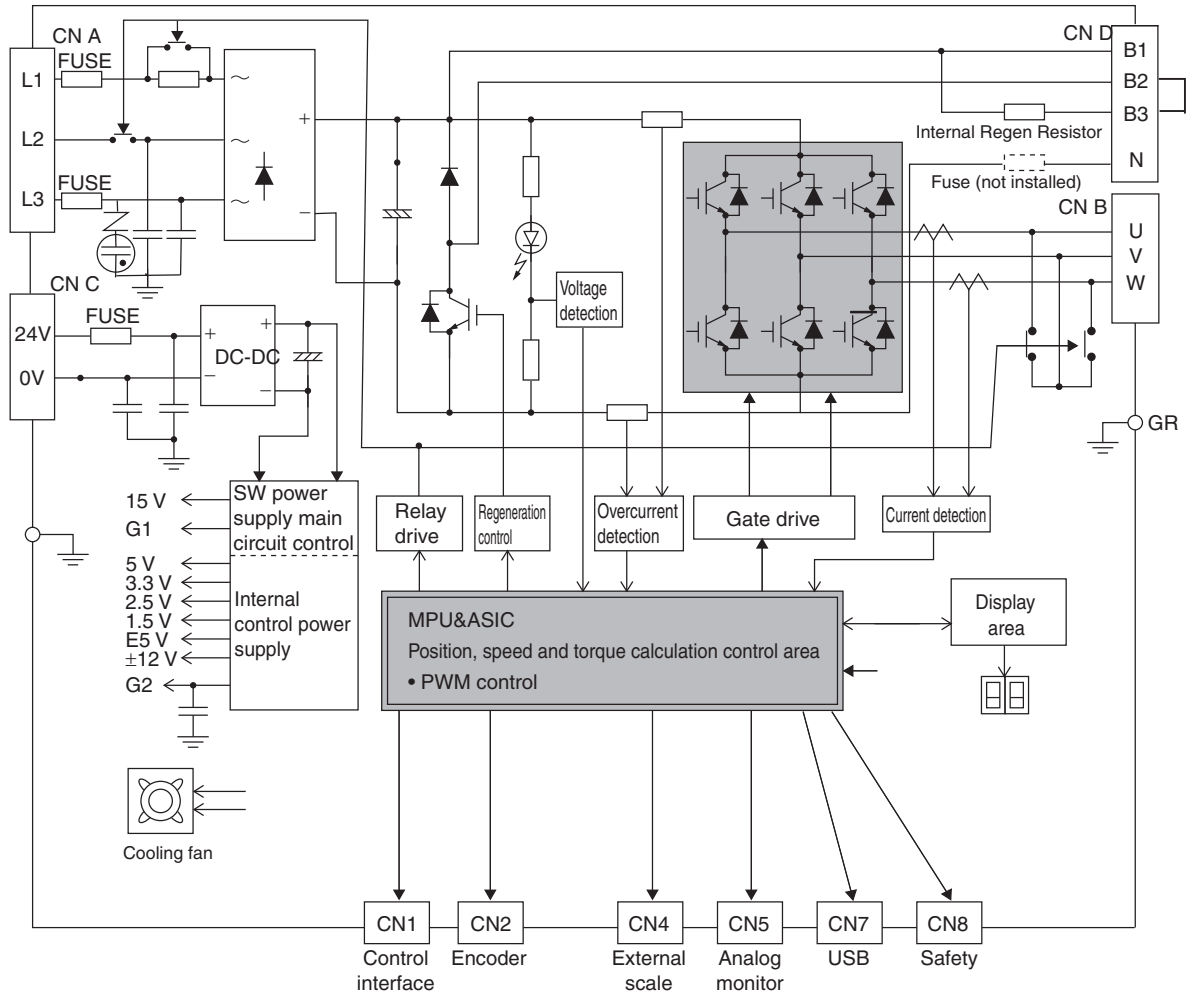 CN A
FUSE
L1
L2
FUSE
L3
CN C
FUSE
24V
0V
DC-DC
CN D
B1
B2
B3
Internal Regen Resistor
N
Fuse (not installed)
CN B
U
V
W
GR
Voltage
detection
15 V
G1
5 V
3.3 V
2.5 V
1.5 V
E5 V
±12 V
G2
SW power
supply main
circuit control
Internal
control power
supply
Relay
drive
Regeneration
control
Overcurrent
detection
Gate drive
Current detection
MPU&ASIC
Position, speed and torque calculation control area
• PWM control
Display
area
Cooling fan
CN1
CN2
CN4
CN5
CN7
CN8
Control
interface
Encoder
External
scale
Analog
monitor
USB
Safety